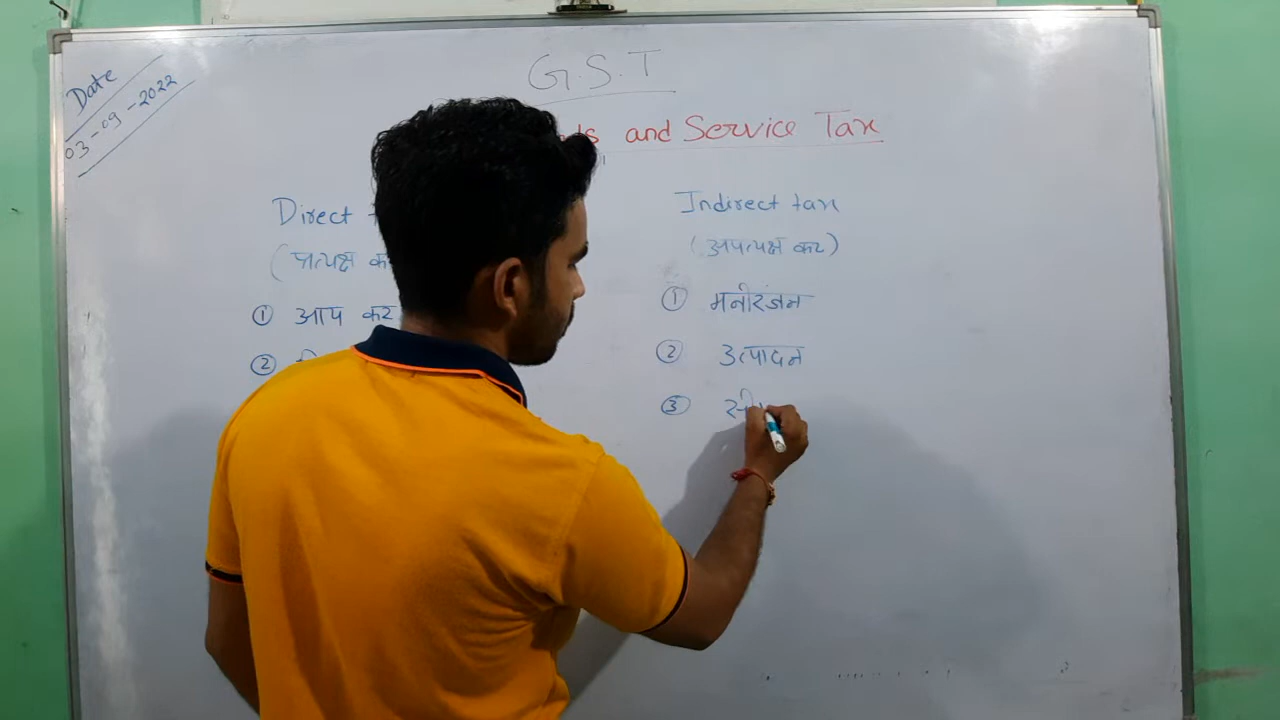 Date
03-09-2022
G.S.T
and Service Tax
Direct
(प्रत्यक्ष
① आय कर
②
Indirect tax
(अप्रत्यक्ष कर)
① मनोरंजन
② उत्पादन
③